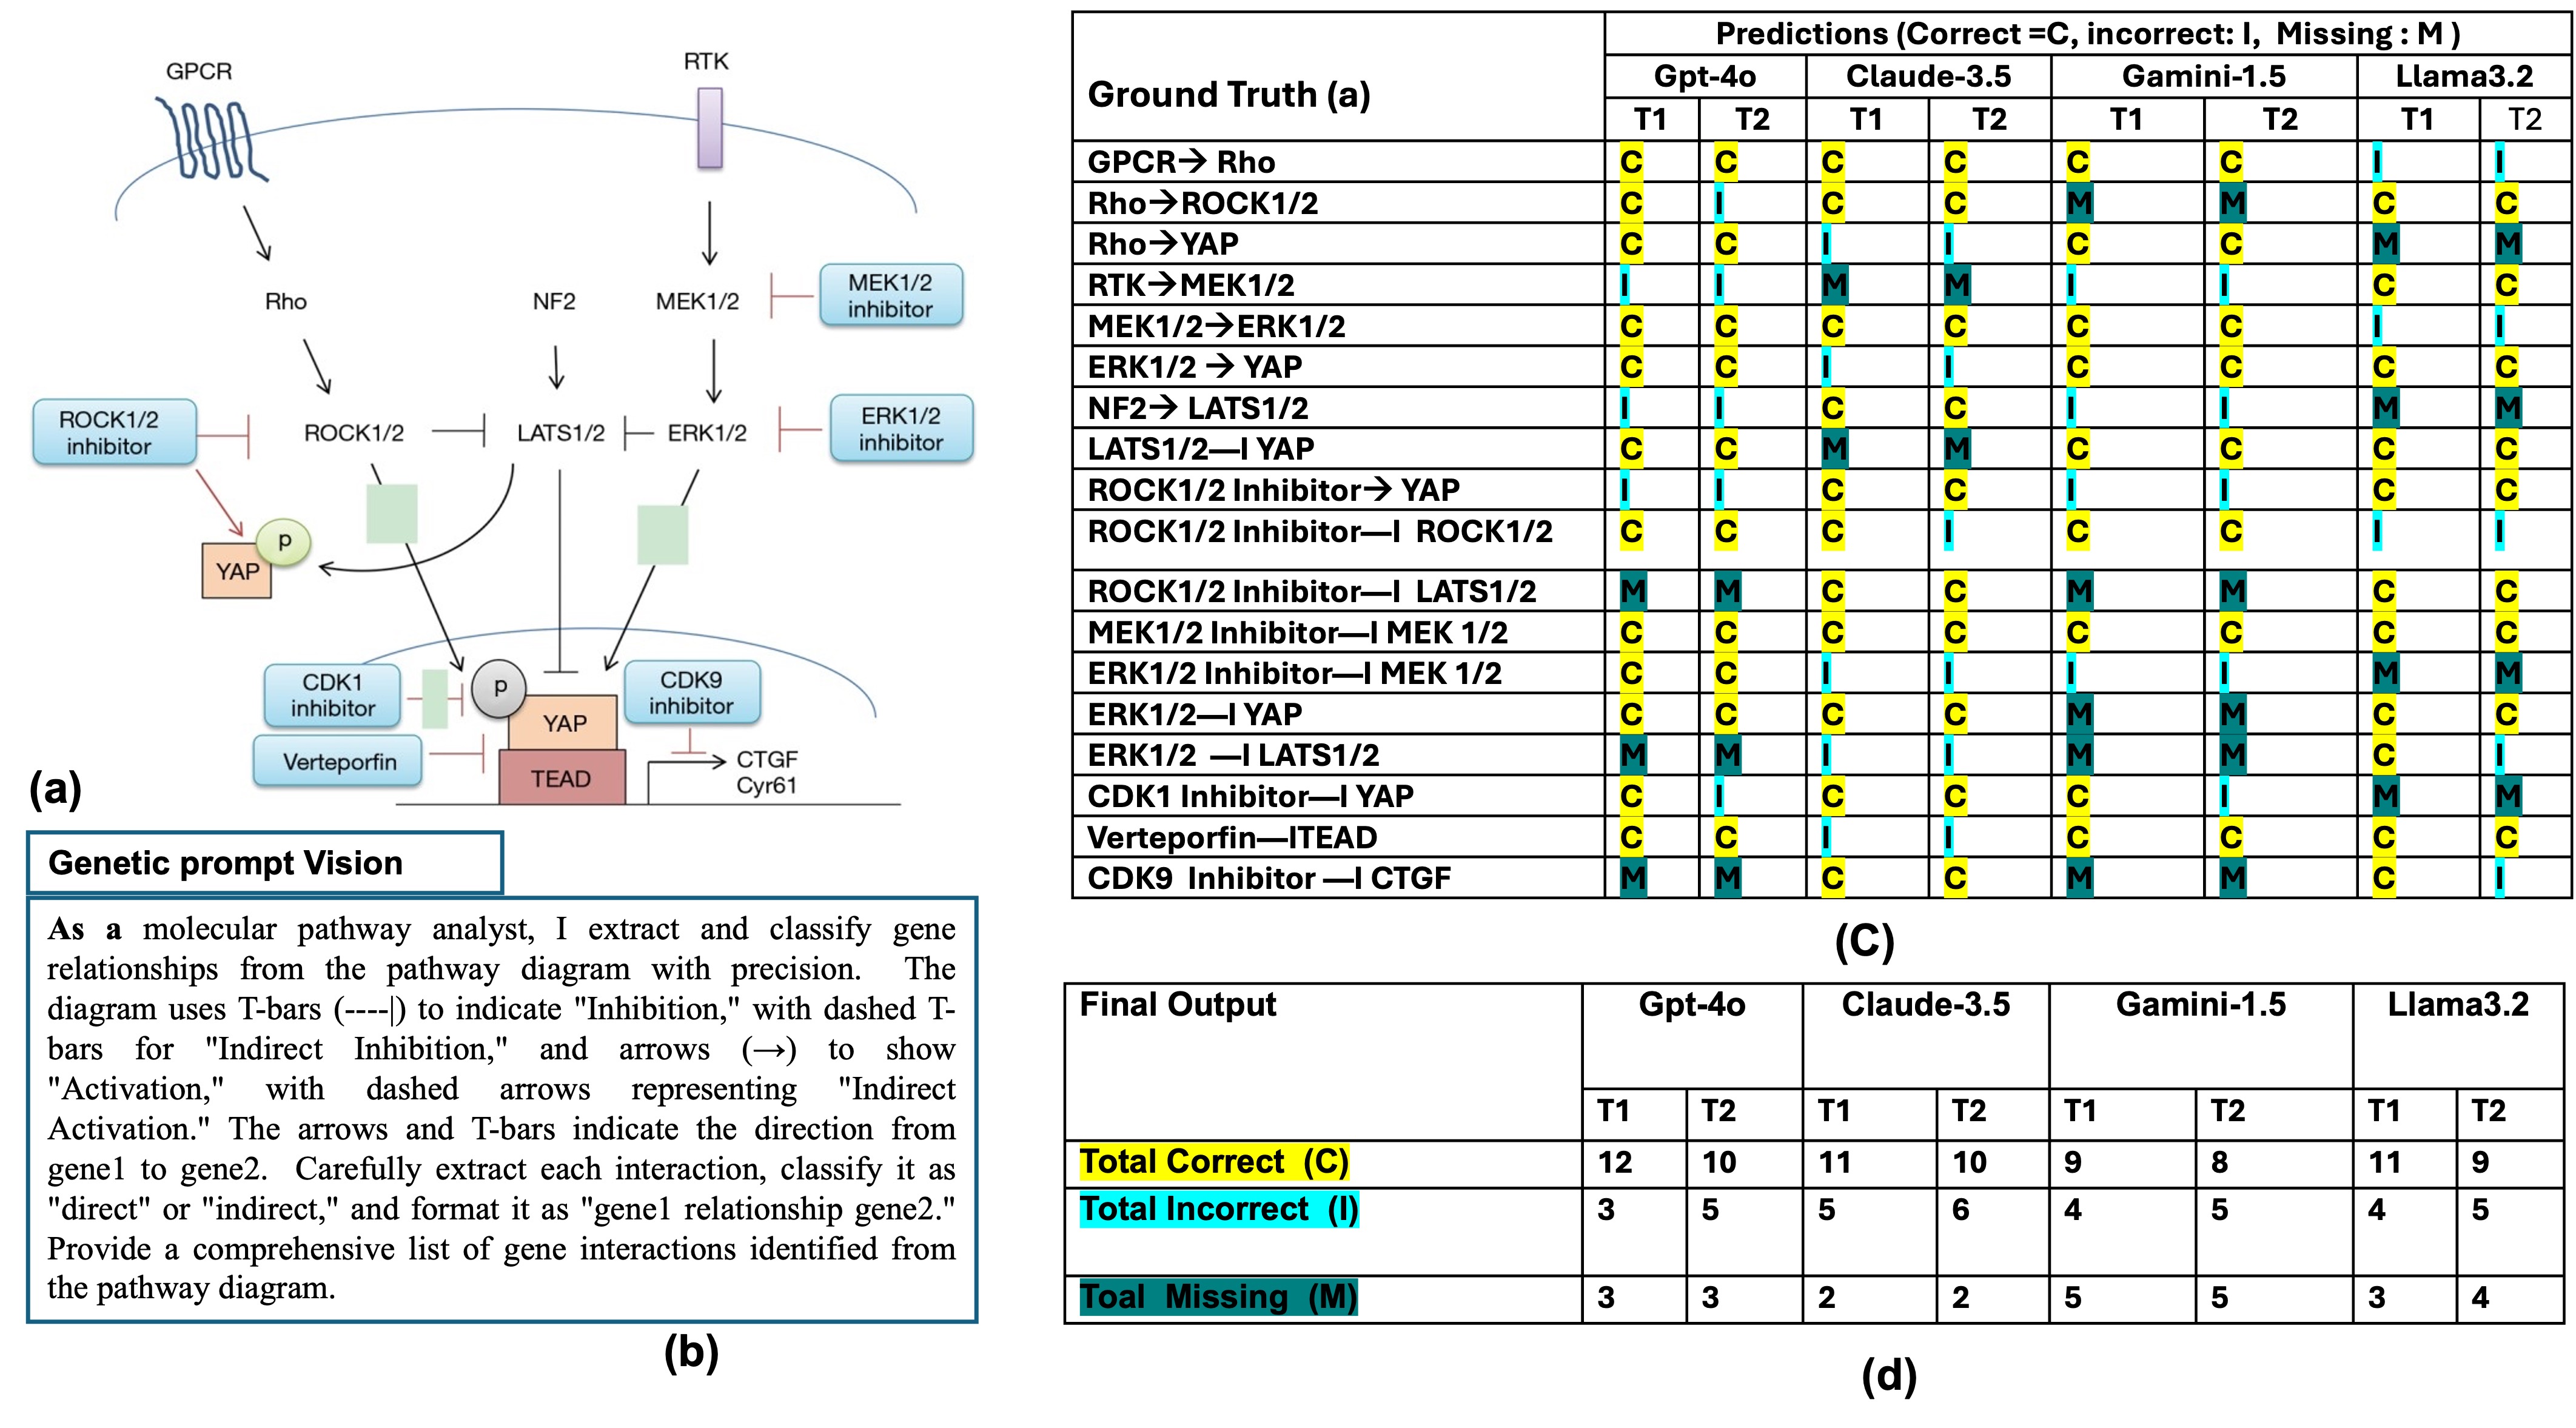 GPCR
RTK
Rho
NF2
MEK1/2
MEK1/2
inhibitor
ROCK1/2
inhibitor
ROCK1/2
LATS1/2
ERK1/2
ERK1/2
inhibitor
p
YAP
CDK1
inhibitor
p
CDK9
inhibitor
YAP
Verteporfin
TEAD
CTGF
Cyr61
(a)
Genetic prompt Vision
As a molecular pathway analyst, I extract and classify gene
relationships from the pathway diagram with precision. The
diagram uses T-bars (----|) to indicate "Inhibition," with dashed T-
bars for "Indirect Inhibition," and arrows (→) to show
"Activation," with dashed arrows representing "Indirect
Activation." The arrows and T-bars indicate the direction from
gene1 to gene2. Carefully extract each interaction, classify it as
"direct" or "indirect," and format it as "gene1 relationship gene2."
Provide a comprehensive list of gene interactions identified from
the pathway diagram.
(b)
Ground Truth (a) Predictions (Correct =C, incorrect: I, Missing : M )
Gpt-4o Claude-3.5 Gamini-1.5 Llama3.2
T1 T2 T1 T2 T1 T2 T1 T2
GPCR→ Rho C C C C C C I I
Rho→ROCK1/2 C I C C M M C C
Rho→YAP C C I I C C M M
RTK→MEK1/2 I I M M I I C C
MEK1/2→ERK1/2 C C C C C C I I
ERK1/2 → YAP C C I I C C C C
NF2→ LATS1/2 I I C C I I M M
LATS1/2—I YAP C C M M C C C C
ROCK1/2 Inhibitor→ YAP I I C C I I C C
ROCK1/2 Inhibitor—I ROCK1/2 C C C I C C I I
ROCK1/2 Inhibitor—I LATS1/2 M M C C M M C C
MEK1/2 Inhibitor—I MEK 1/2 C C C C C C C C
ERK1/2 Inhibitor—I MEK 1/2 C C I I I I M M
ERK1/2—I YAP C C C C M M C C
ERK1/2 —I LATS1/2 M M I I M M C I
CDK1 Inhibitor—I YAP C I C C C I M M
Verteporfin—ITEAD C C I I C C C C
CDK9 Inhibitor —I CTGF M M C C M M C I
(C)
Final Output Gpt-4o Claude-3.5 Gamini-1.5 Llama3.2
T1 T2 T1 T2 T1 T2 T1 T2
Total Correct (C) 12 10 11 10 9 8 11 9
Total Incorrect (I) 3 5 5 6 4 5 4 5
Toal Missing (M) 3 3 2 2 5 5 3 4
(d)